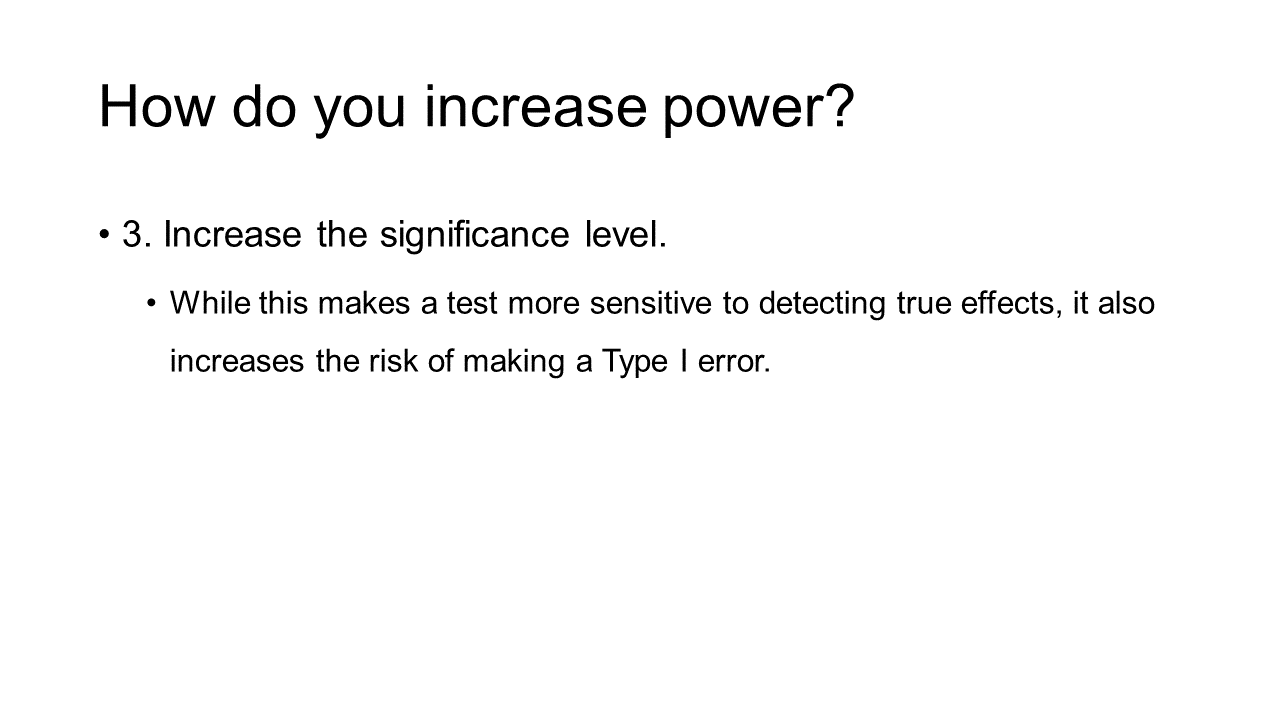 How do you increase power?
• 3. Increase the significance level.
• While this makes a test more sensitive to detecting true effects, it also
increases the risk of making a Type I error.